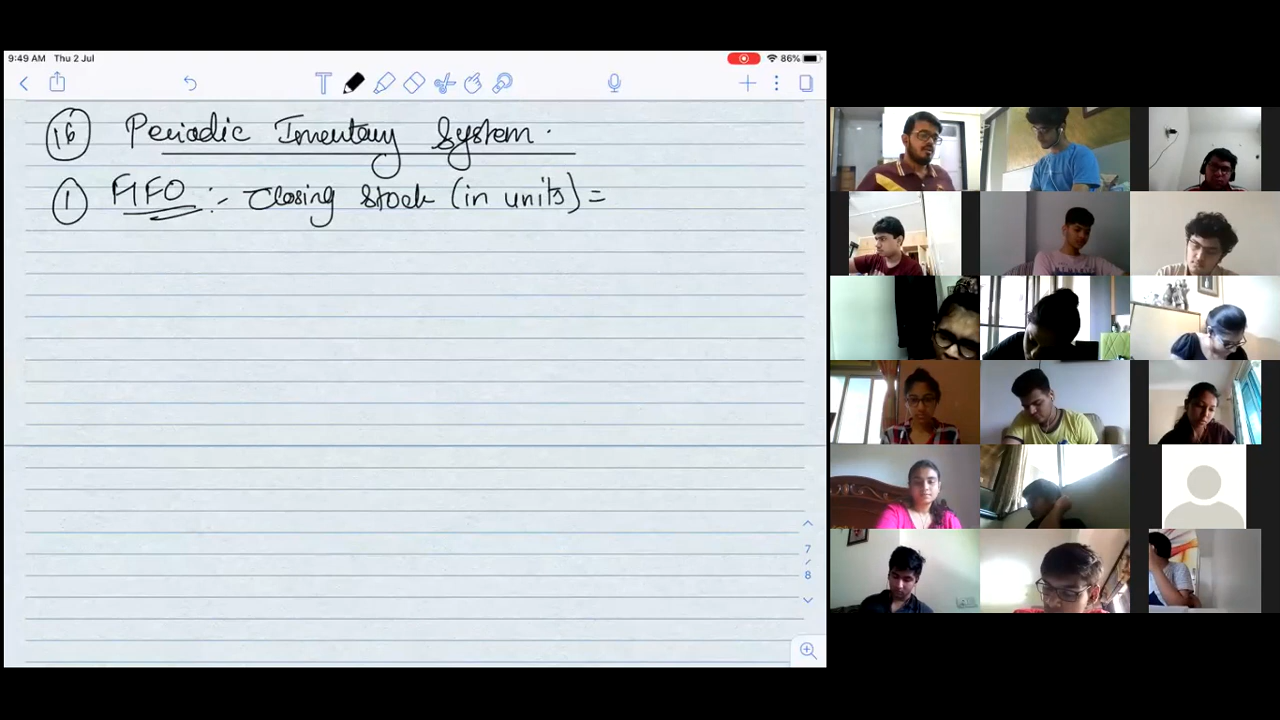 9:49 AM Thu 2 Jul
86%
16 Periodic Inventory System.
1 FIFO :- Closing Stock (in units) =
7
/
8